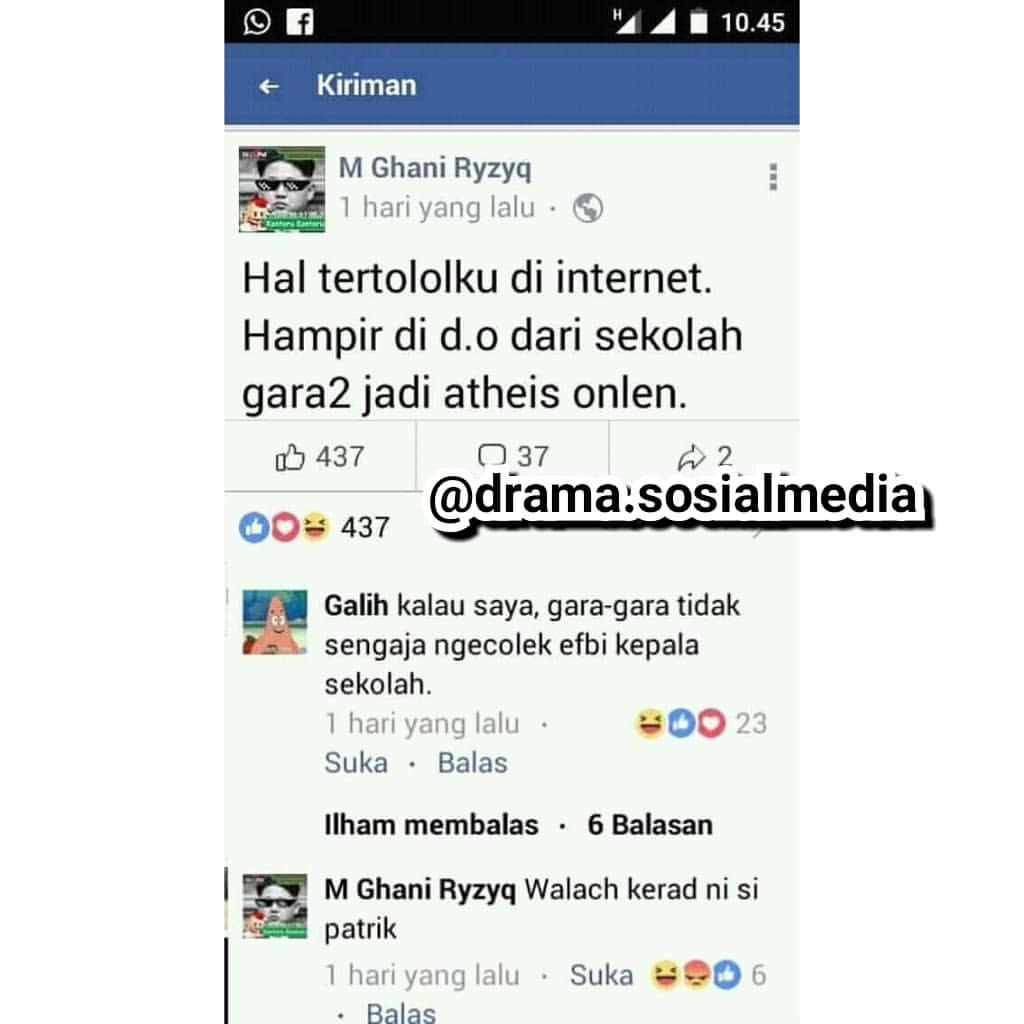 H 10.45
Kiriman
M Ghani Ryzyq
1 hari yang lalu ·
Hal tertololku di internet.
Hampir di d.o dari sekolah
gara2 jadi atheis onlen.
437 37 2
@drama.sosialmedia
437
Galih kalau saya, gara-gara tidak
sengaja ngecolek efbi kepala
sekolah.
1 hari yang lalu · 23
Suka · Balas
Ilham membalas · 6 Balasan
M Ghani Ryzyq Walach kerad ni si
patrik
1 hari yang lalu · Suka 6
· Balas